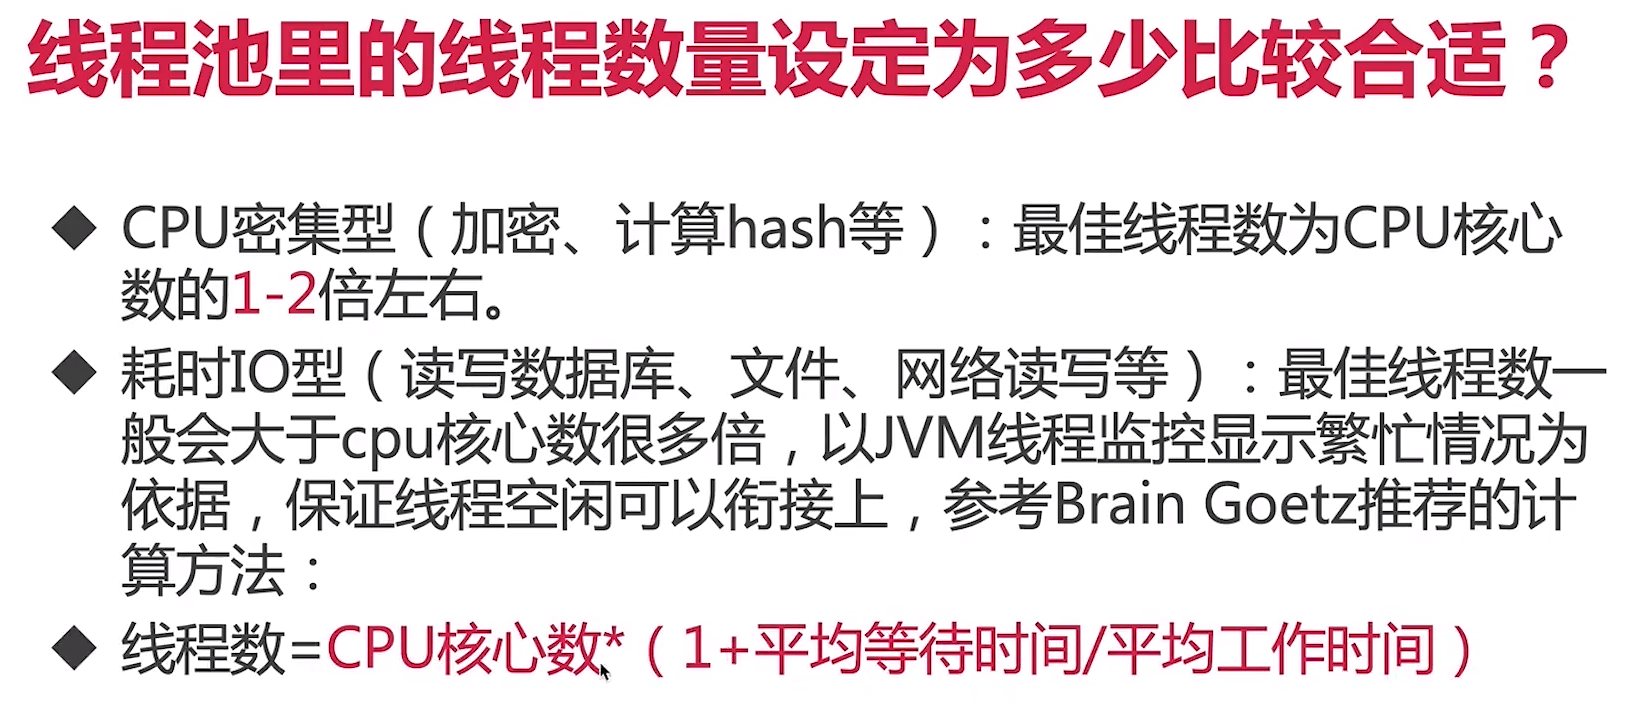 线程池里的线程数量设定为多少比较合适？
◆ CPU密集型（加密、计算hash等）：最佳线程数为CPU核心
数的1-2倍左右。
◆ 耗时IO型（读写数据库、文件、网络读写等）：最佳线程数一
般会大于cpu核心数很多倍，以JVM线程监控显示繁忙情况为
依据，保证线程空闲可以衔接上，参考Brain Goetz推荐的计
算方法：
◆ 线程数=CPU核心数*（1+平均等待时间/平均工作时间）